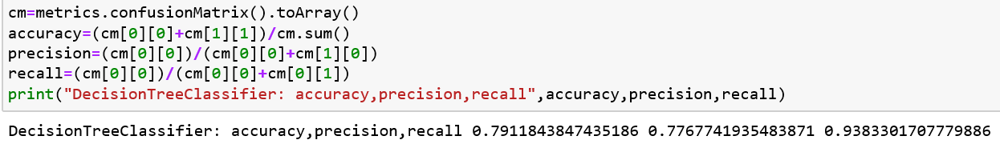 cm=metrics.confusionMatrix().toArray()
accuracy=(cm[0][0]+cm[1][1])/cm.sum()
precision=(cm[0][0])/(cm[0][0]+cm[1][0])
recall=(cm[0][0])/(cm[0][0]+cm[0][1])
print("DecisionTreeClassifier: accuracy,precision,recall",accuracy,precision,recall)
DecisionTreeClassifier: accuracy,precision,recall 0.7911843847435186 0.7767741935483871 0.9383301707779886